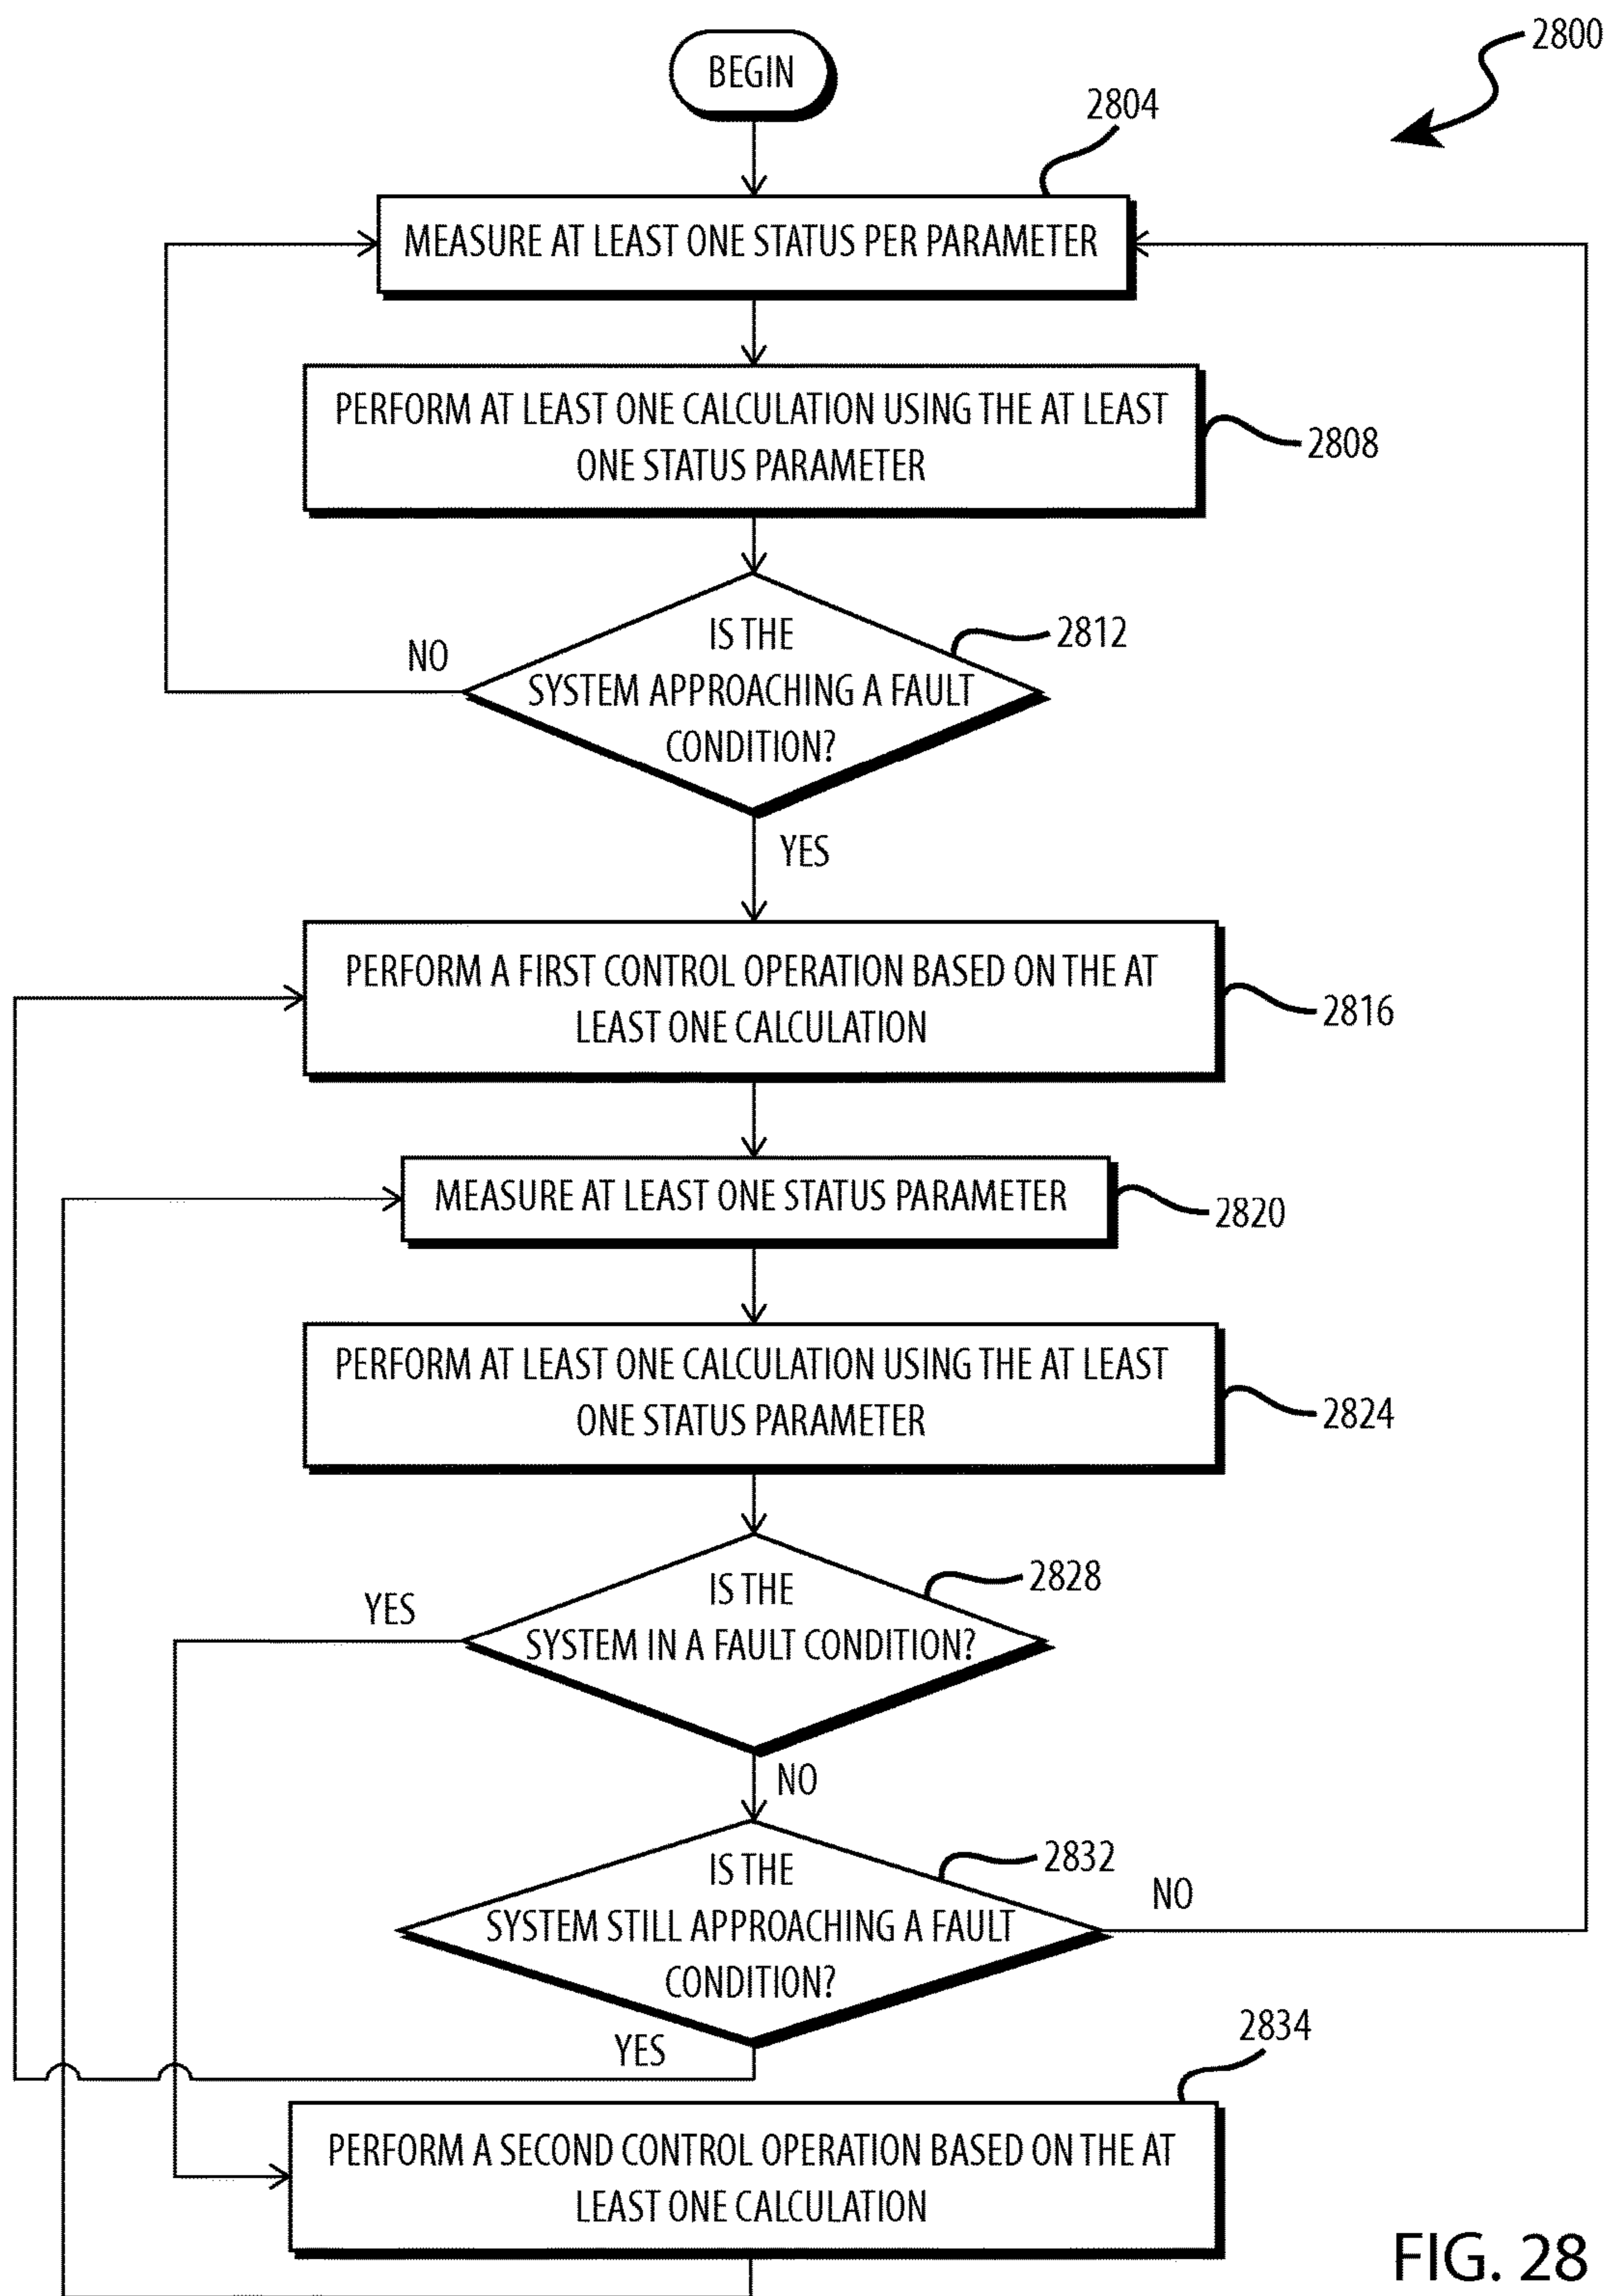 2800
BEGIN
2804
MEASURE AT LEAST ONE STATUS PER PARAMETER
PERFORM AT LEAST ONE CALCULATION USING THE AT LEAST
ONE STATUS PARAMETER
2808
IS THE
SYSTEM APPROACHING A FAULT
CONDITION?
2812
NO
YES
PERFORM A FIRST CONTROL OPERATION BASED ON THE AT
LEAST ONE CALCULATION
2816
MEASURE AT LEAST ONE STATUS PARAMETER
2820
PERFORM AT LEAST ONE CALCULATION USING THE AT LEAST
ONE STATUS PARAMETER
2824
IS THE
SYSTEM IN A FAULT CONDITION?
2828
YES
NO
IS THE
SYSTEM STILL APPROACHING A FAULT
CONDITION?
2832
NO
YES
2834
PERFORM A SECOND CONTROL OPERATION BASED ON THE AT
LEAST ONE CALCULATION
FIG. 28